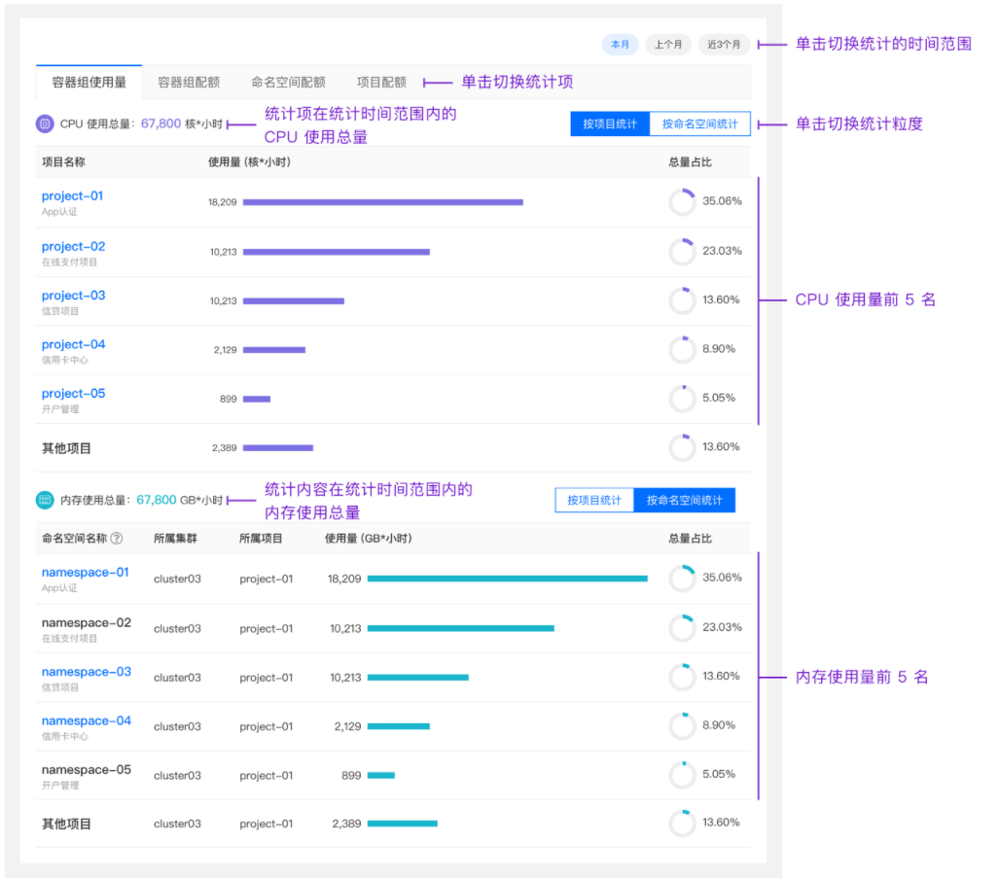 本月 上个月 近3个月 单击切换统计的时间范围
容器组使用量 容器组配额 命名空间配额 项目配额 单击切换统计项
CPU 使用总量: 67,800 核*小时 统计项在统计时间范围内的
CPU 使用总量
按项目统计 按命名空间统计 单击切换统计粒度
项目名称 使用量 (核*小时) 总量占比
project-01 18,209 35.06%
App认证
project-02 10,213 23.03%
在线支付项目
project-03 10,213 13.60% CPU 使用量前 5 名
信贷项目
project-04 2,129 8.90%
信用卡中心
project-05 899 5.05%
开户管理
其他项目 2,389 13.60%
内存使用总量: 67,800 GB*小时 统计内容在统计时间范围内的
内存使用总量
按项目统计 按命名空间统计
命名空间名称 ? 所属集群 所属项目 使用量 (GB*小时) 总量占比
namespace-01 cluster03 project-01 18,209 35.06%
App认证
namespace-02 cluster03 project-01 10,213 23.03%
在线支付项目
namespace-03 cluster03 project-01 10,213 13.60% 内存使用量前 5 名
信贷项目
namespace-04 cluster03 project-01 2,129 8.90%
信用卡中心
namespace-05 cluster03 project-01 899 5.05%
开户管理
其他项目 cluster03 project-01 2,389 13.60%